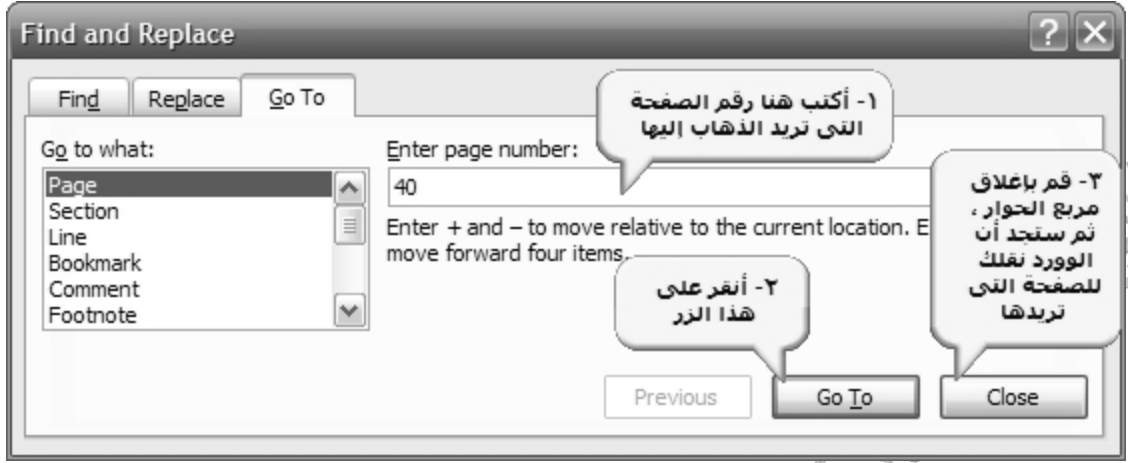 Find and Replace
Find Replace Go To
Go to what:
Page
Section
Line
Bookmark
Comment
Footnote
Enter page number:
40
Enter + and – to move relative to the current location. E
move forward four items.
١- أكتب هنا رقم الصفحة
التى تريد الذهاب إليها
٢- أنقر على
هذا الزر
٣- قم بإغلاق
مربع الحوار ،
ثم ستجد أن
الوورد نقلك
للصفحة التى
تريدها
Previous Go To Close